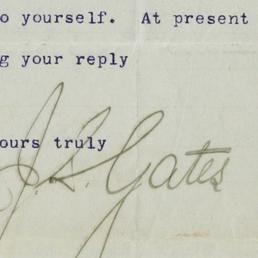 o yourself. At present
g your reply
ours truly
J. S. Gates